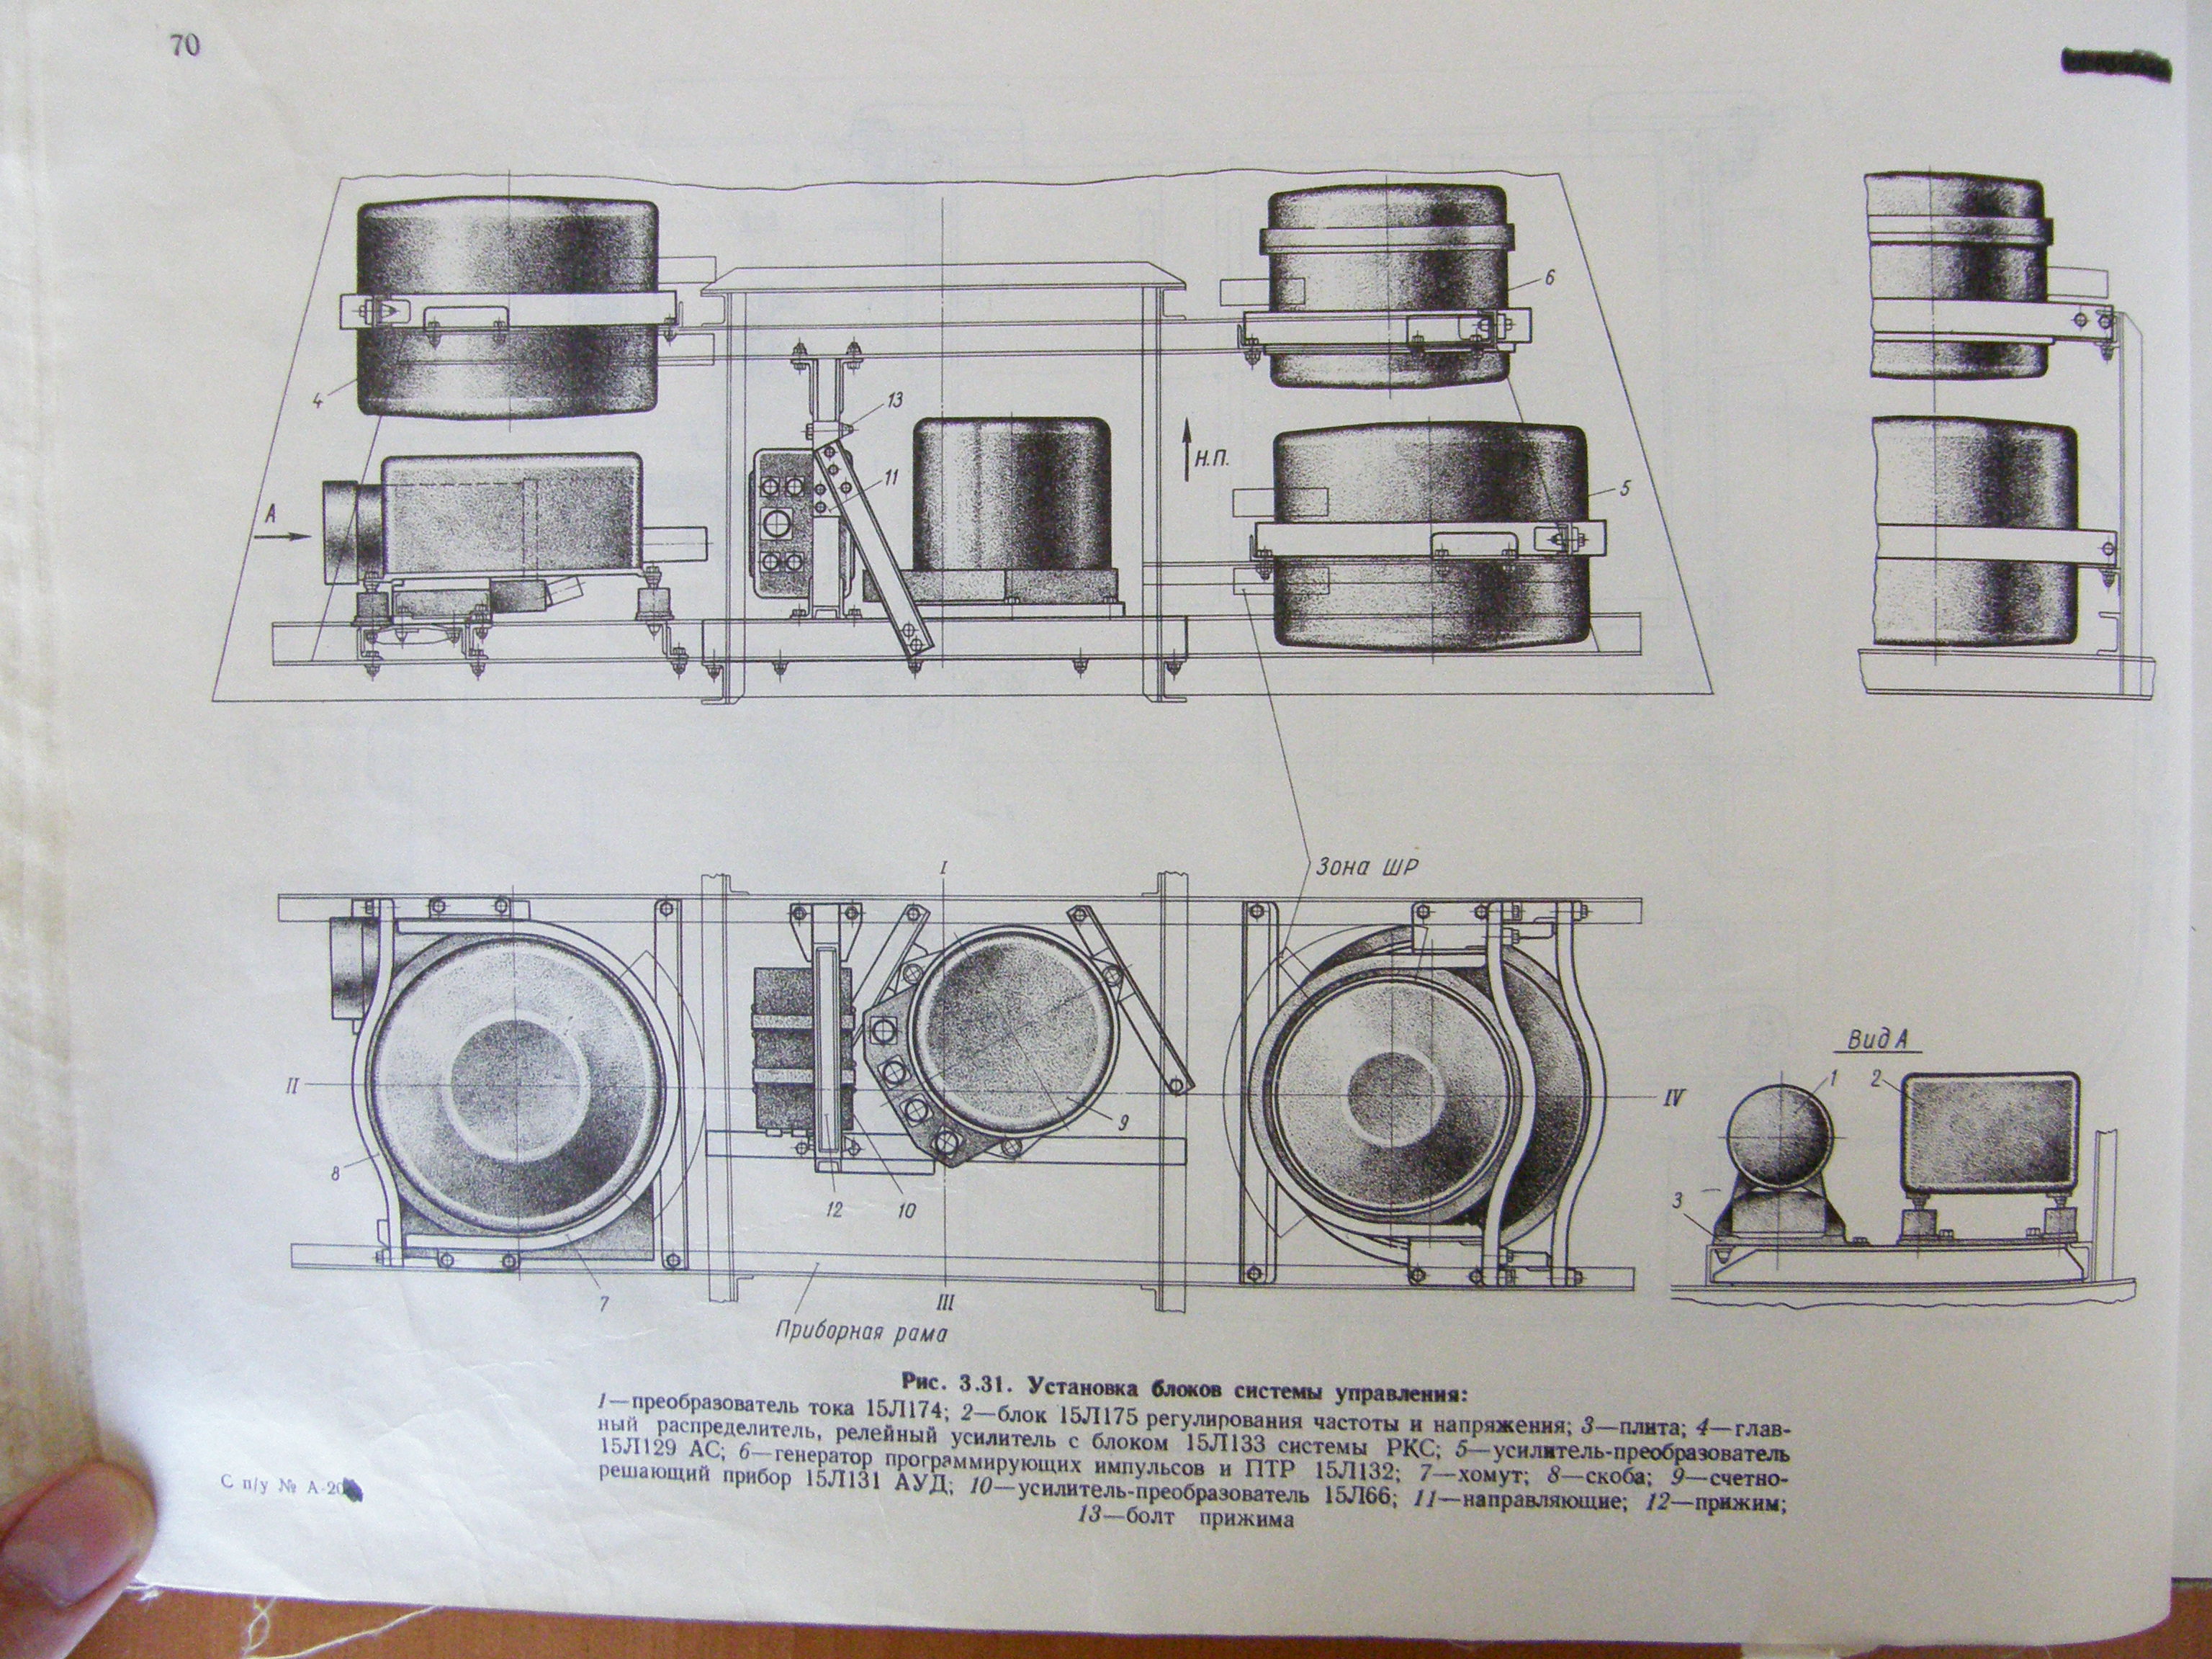 70
4
А
13
11
Н.П.
6
5
Зона ШР
I
II
IV
III
8
7
12
10
9
Приборная рама
Вид А
1
2
3
Рис. 3.31. Установка блоков системы управления:
1—преобразователь тока 15Л174; 2—блок 15Л175 регулирования частоты и напряжения; 3—плита; 4—глав-
ный распределитель, релейный усилитель с блоком 15Л133 системы РКС; 5—усилитель-преобразователь
15Л129 АС; 6—генератор программирующих импульсов и ПТР 15Л132; 7—хомут; 8—скоба; 9—счетно-
решающий прибор 15Л131 АУД; 10—усилитель-преобразователь 15Л66; 11—направляющие; 12—прижим;
13—болт прижима
С п/у № А-20